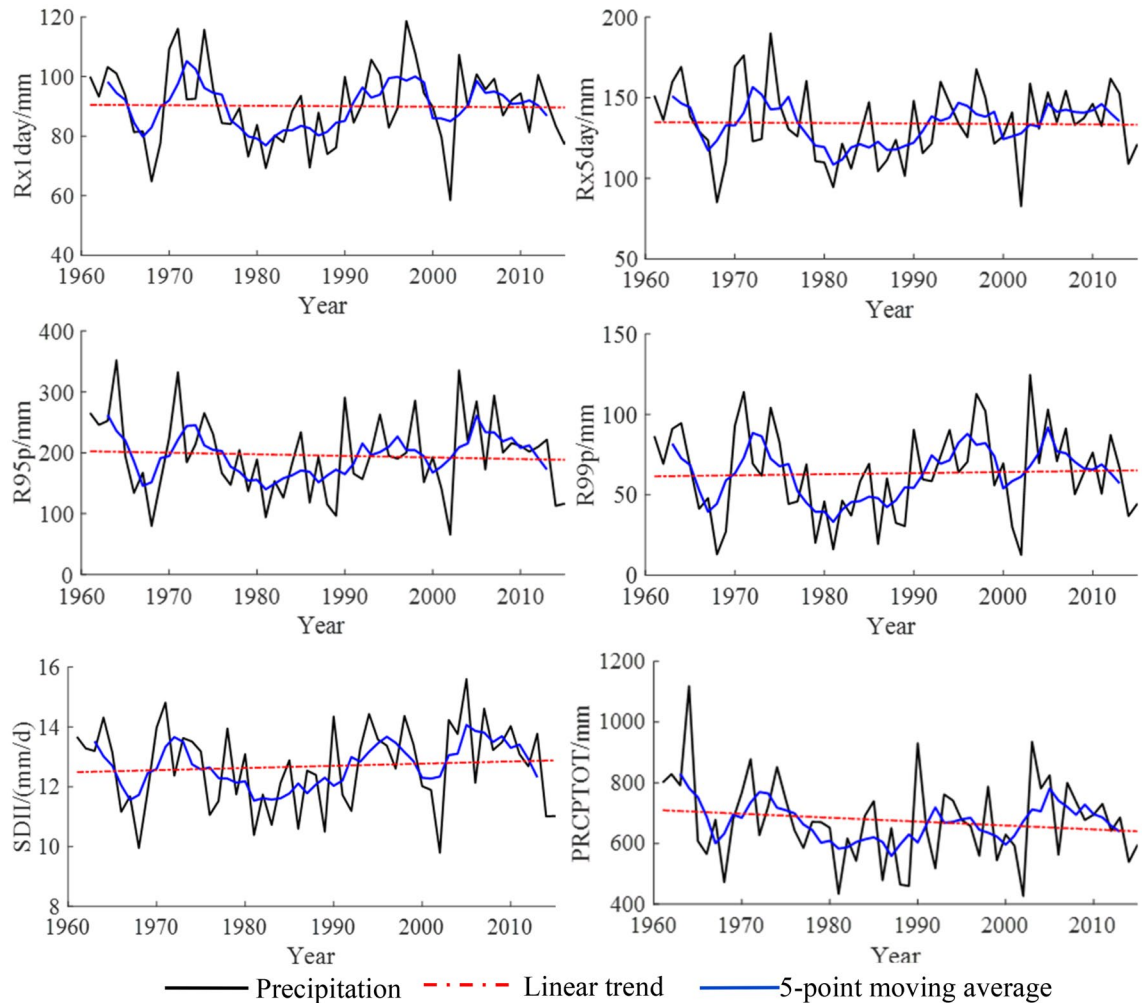 120
100
80
60
40
Rx1day/mm
1960 1970 1980 1990 2000 2010
Year
200
150
100
50
Rx5day/mm
1960 1970 1980 1990 2000 2010
Year
400
300
200
100
0
R95p/mm
1960 1970 1980 1990 2000 2010
Year
150
100
50
0
R99p/mm
1960 1970 1980 1990 2000 2010
Year
16
14
12
10
8
SDII/(mm/d)
1960 1970 1980 1990 2000 2010
Year
1200
1000
800
600
400
PRCPTOT/mm
1960 1970 1980 1990 2000 2010
Year
Precipitation Linear trend 5-point moving average